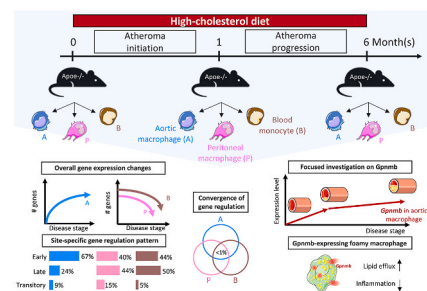 High-cholesterol diet
0
Atheroma
initiation
1
Atheroma
progression
6 Month(s)
Apoe-/-
Apoe-/-
Apoe-/-
A
P
B
Aortic
macrophage (A)
Peritoneal
macrophage (P)
Blood
monocyte (B)
A
P
B
Overall gene expression changes
# genes
A
Disease stage
# genes
B
P
Disease stage
Site-specific gene regulation pattern
Early
67%
40%
44%
Late
24%
44%
50%
Transitory
9%
15%
5%
Convergence of
gene regulation
A
<1%
P
B
Focused investigation on Gpnmb
Expression level
Gpnmb in aortic
macrophage
Disease stage
Gpnmb-expressing foamy macrophage
Gpnmb
Lipid efflux ↑
Inflammation ↓